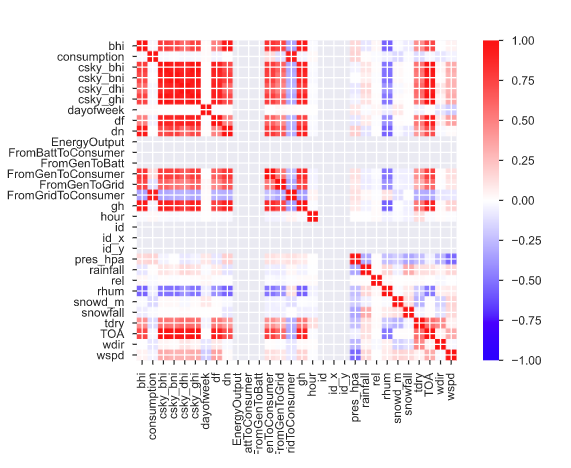 bhi
consumption
csky_bhi
csky_bni
csky_dhi
csky_ghi
dayofweek
df
dn
EnergyOutput
FromBattToConsumer
FromGenToBatt
FromGenToConsumer
FromGenToGrid
FromGridToConsumer
gh
hour
id
id_x
id_y
pres_hpa
rainfall
rel
rhum
snowd_m
snowfall
tdry
TOA
wdir
wspd
bhi
consumption
csky_bhi
csky_bni
csky_dhi
csky_ghi
dayofweek
df
dn
EnergyOutput
attToConsumer
FromGenToBatt
enToConsumer
FromGenToGrid
ridToConsumer
gh
hour
id
id_x
id_y
pres_hpa
rainfall
rel
rhum
snowd_m
snowfall
tdry
TOA
wdir
wspd
1.00
0.75
0.50
0.25
0.00
−0.25
−0.50
−0.75
−1.00